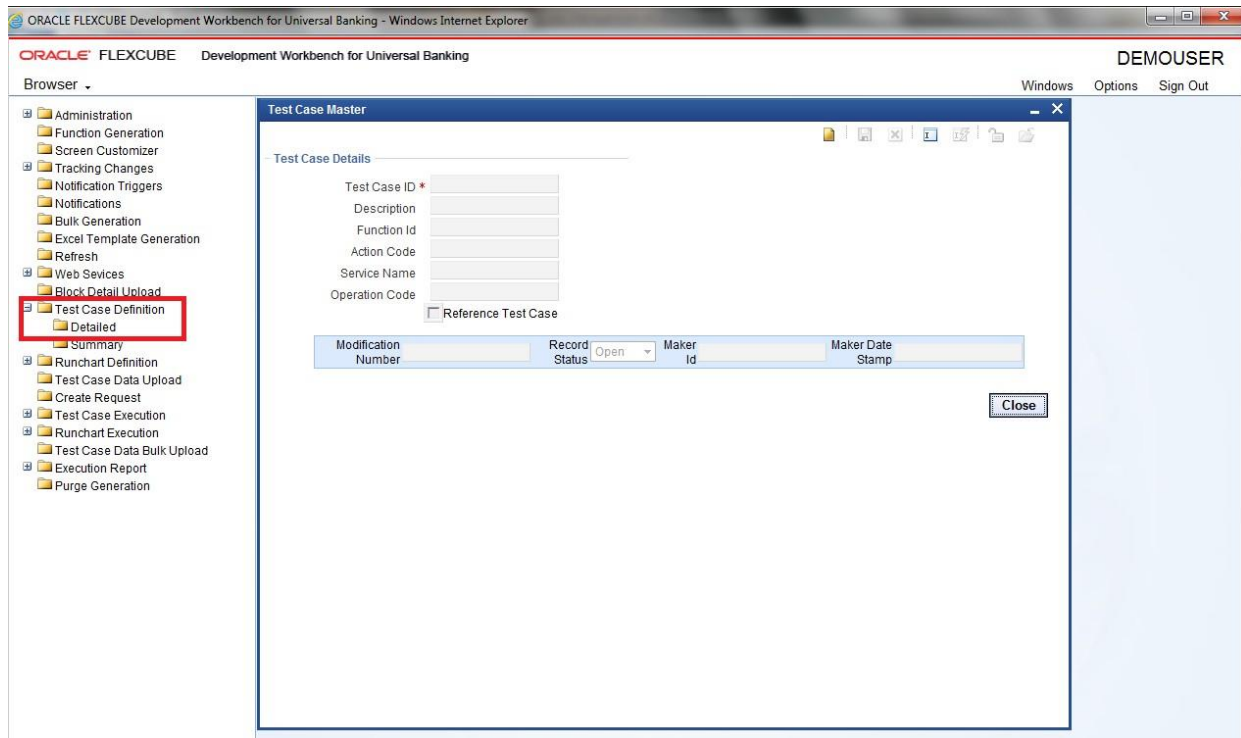 ORACLE FLEXCUBE Development Workbench for Universal Banking - Windows Internet Explorer
ORACLE FLEXCUBE Development Workbench for Universal Banking
DEMOUSER
Browser
Windows Options Sign Out
Administration
Function Generation
Screen Customizer
Tracking Changes
Notification Triggers
Notifications
Bulk Generation
Excel Template Generation
Refresh
Web Sevices
Block Detail Upload
Test Case Definition
Detailed
Summary
Runchart Definition
Test Case Data Upload
Create Request
Test Case Execution
Runchart Execution
Test Case Data Bulk Upload
Execution Report
Purge Generation
Test Case Master
Test Case Details
Test Case ID *
Description
Function Id
Action Code
Service Name
Operation Code
Reference Test Case
Modification Number
Record Status Open
Maker Id
Maker Date Stamp
Close